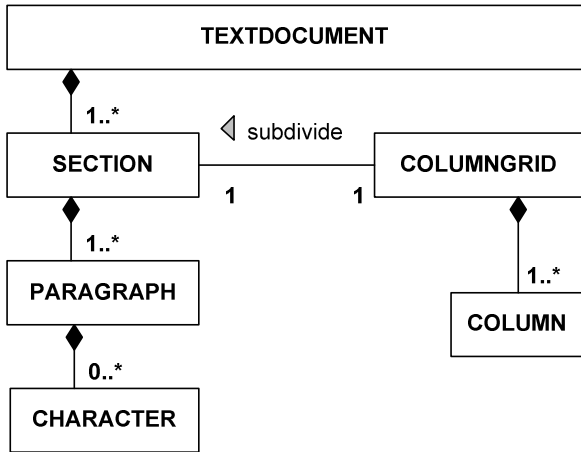 TEXTDOCUMENT
1..*
subdivide
SECTION
COLUMNGRID
1
1
1..*
1..*
PARAGRAPH
COLUMN
0..*
CHARACTER